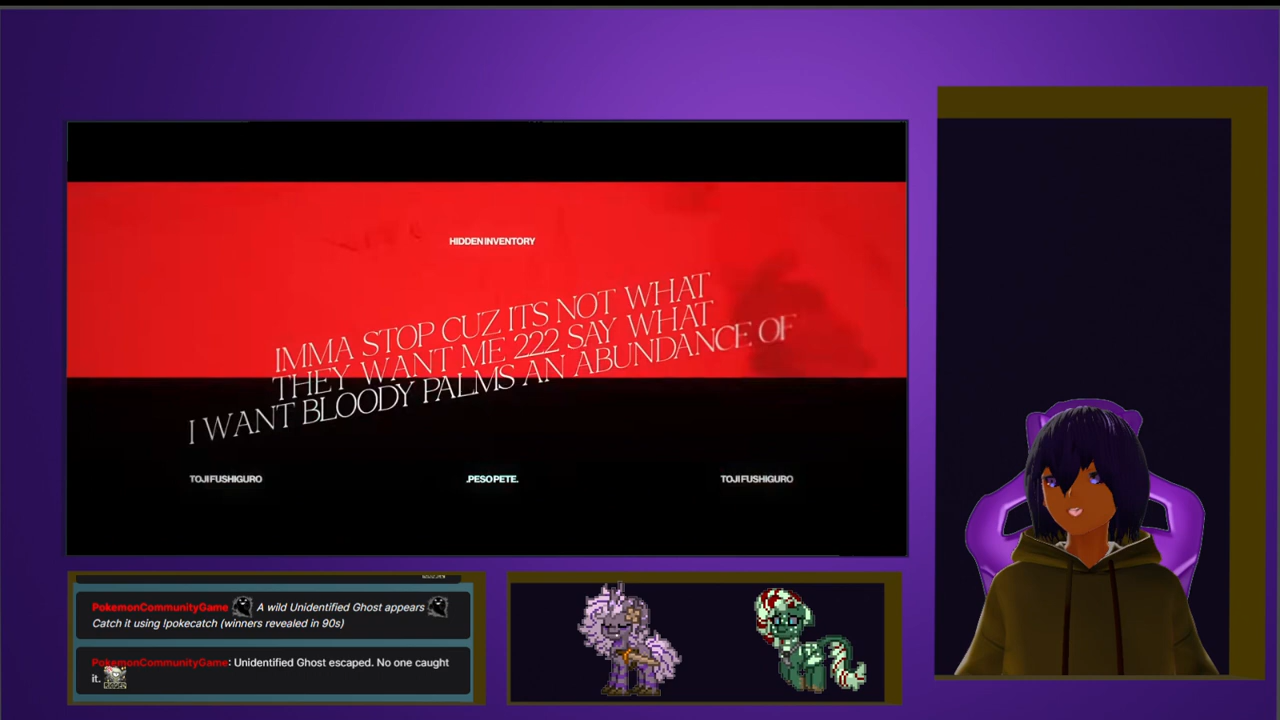 HIDDEN INVENTORY
IMMA STOP CUZ ITS NOT WHAT
THEY WANT ME 222 SAY WHAT
I WANT BLOODY PALMS AN ABUNDANCE OF
TOJI FUSHIGURO
.PESO PETE.
TOJI FUSHIGURO
PokemonCommunityGame A wild Unidentified Ghost appears
Catch it using !pokecatch (winners revealed in 90s)
PokemonCommunityGame: Unidentified Ghost escaped. No one caught
it.